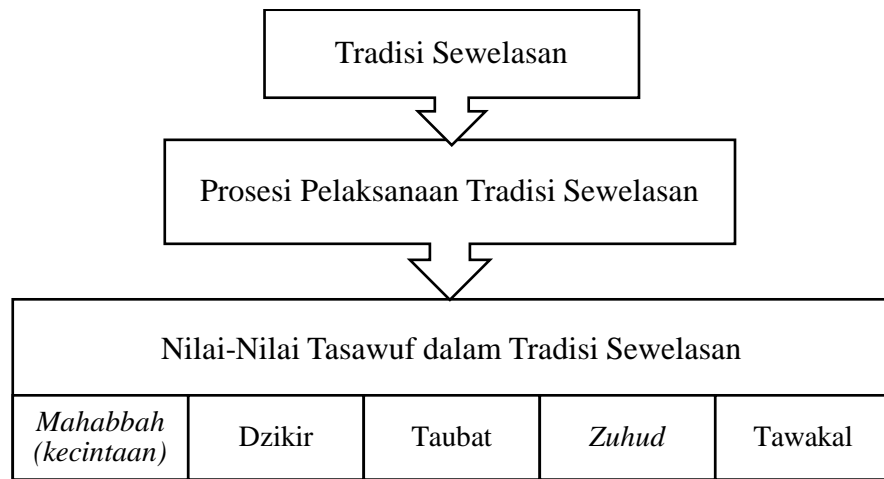 Tradisi Sewelasan
Prosesi Pelaksanaan Tradisi Sewelasan
Nilai-Nilai Tasawuf dalam Tradisi Sewelasan
Mahabbah
(kecintaan)
Dzikir
Taubat
Zuhud
Tawakal